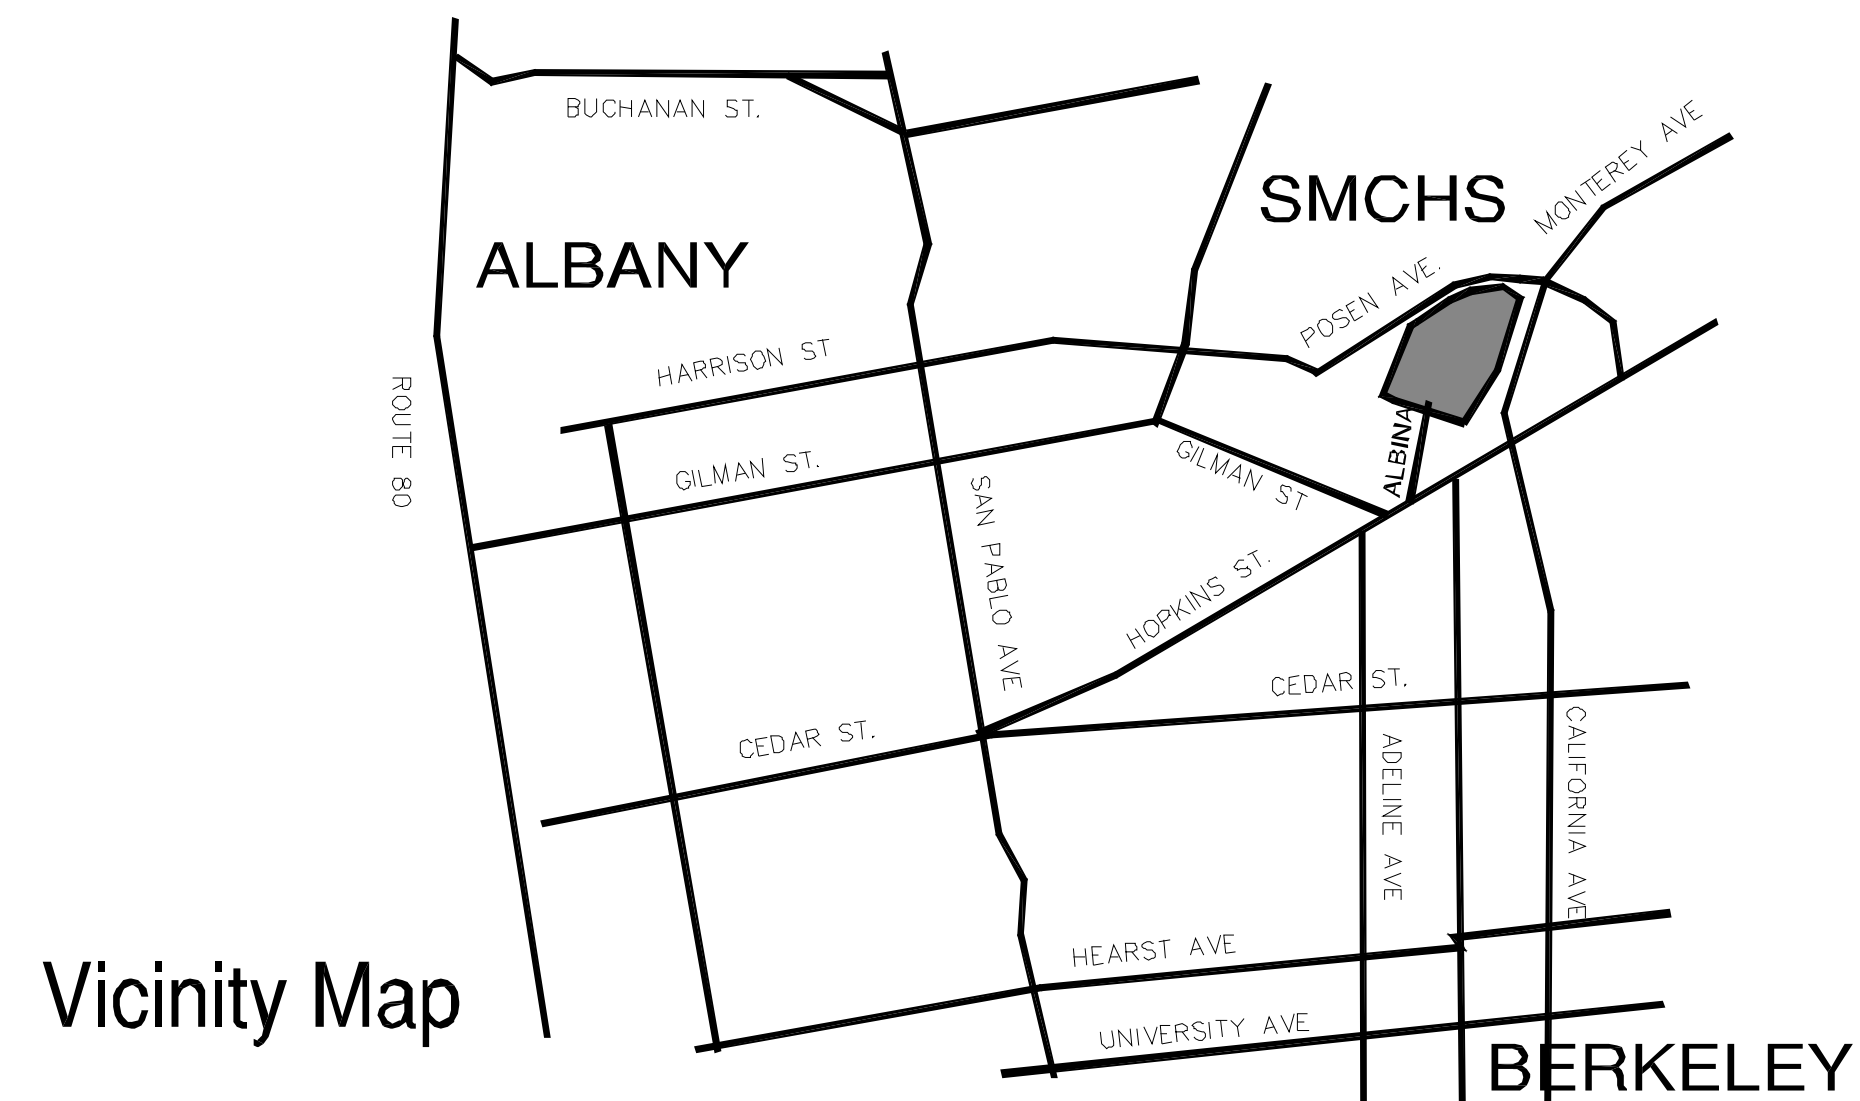 BUCHANAN ST.
MONTEREY AVE
SMCHS
ALBANY
POSEN AVE.
HARRISON ST
ROUTE 80
ALBINA
GILMAN ST.
GILMAN ST
SAN PABLO AVE
HOPKINS ST.
CEDAR ST.
CEDAR ST.
CALIFORNIA AVE
ADELINE AVE
HEARST AVE
Vicinity Map
UNIVERSITY AVE
BERKELEY